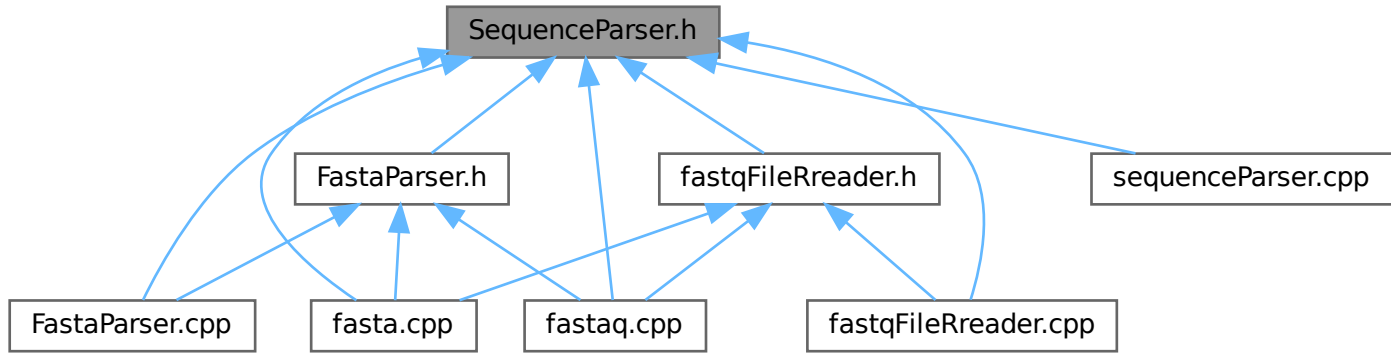 SequenceParser.h
FastaParser.h
fastqFileRreader.h
sequenceParser.cpp
FastaParser.cpp
fasta.cpp
fastaq.cpp
fastqFileRreader.cpp